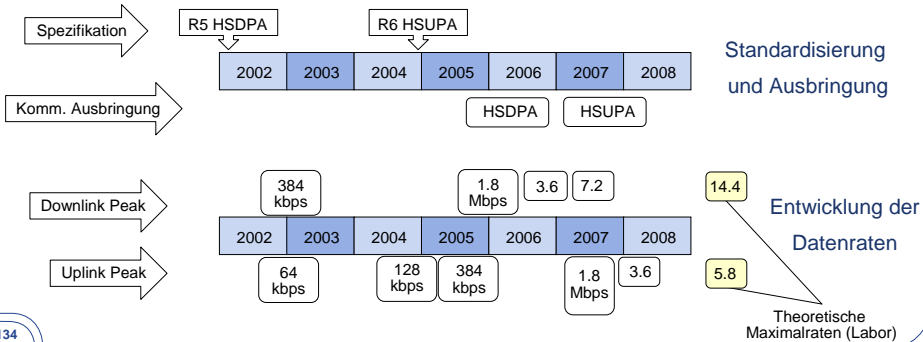 Spezifikation
R5 HSDPA
R6 HSUPA
2002 2003 2004 2005 2006 2007 2008
Standardisierung
und Ausbringung
Komm. Ausbringung
HSDPA
HSUPA
Downlink Peak
384
kbps
1.8
Mbps
3.6
7.2
14.4
2002 2003 2004 2005 2006 2007 2008
Entwicklung der
Datenraten
Uplink Peak
64
kbps
128
kbps
384
kbps
1.8
Mbps
3.6
5.8
Theoretische
Maximalraten (Labor)
134